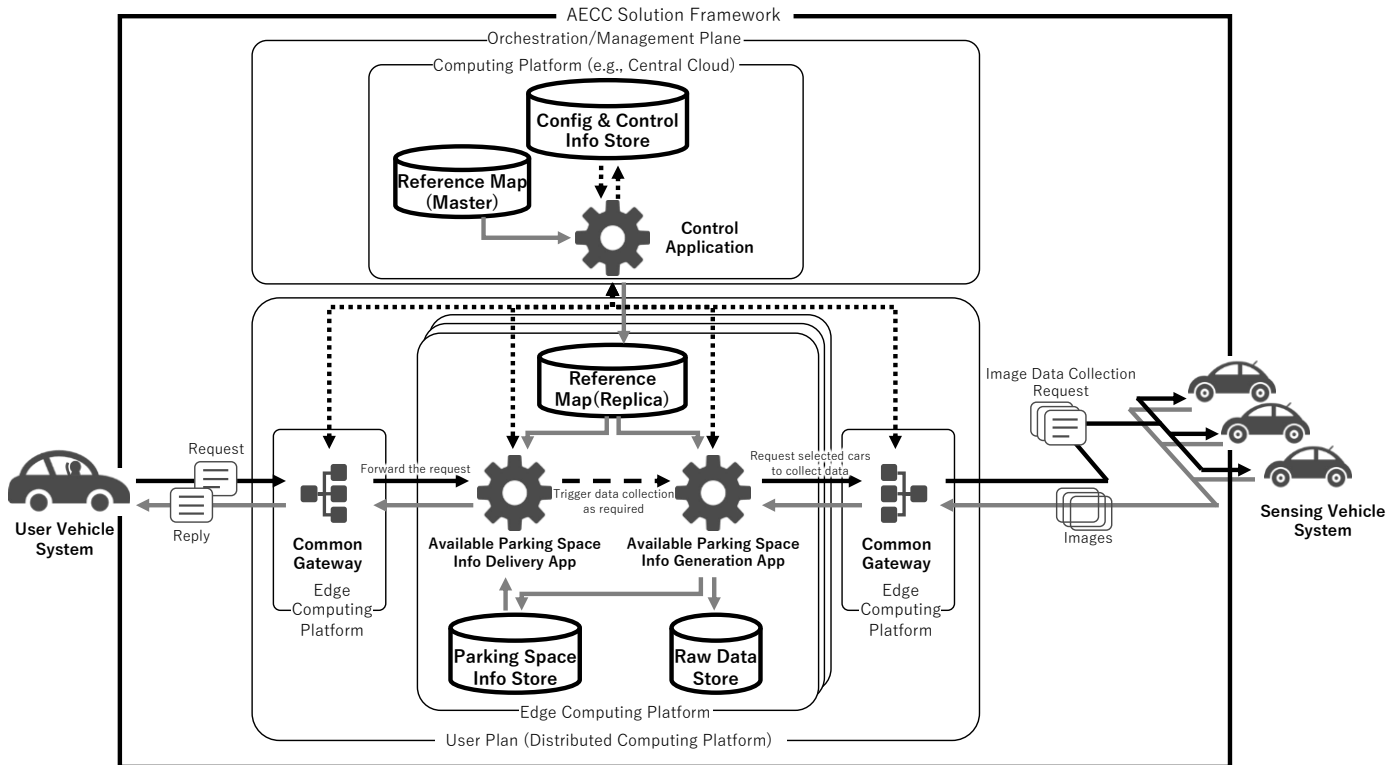 AECC Solution Framework
Orchestration/Management Plane
Computing Platform (e.g., Central Cloud)
Config & Control
Info Store
Reference Map
(Master)
Control
Application
Reference
Map(Replica)
Image Data Collection
Request
Request
Forward the request
Trigger data collection
as required
Request selected cars
to collect data
Reply
Images
User Vehicle
System
Common
Gateway
Edge
Computing
Platform
Available Parking Space
Info Delivery App
Available Parking Space
Info Generation App
Common
Gateway
Edge
Computing
Platform
Sensing Vehicle
System
Parking Space
Info Store
Raw Data
Store
Edge Computing Platform
User Plan (Distributed Computing Platform)